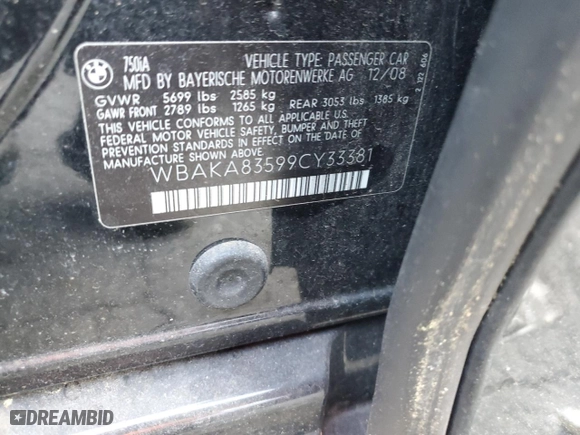 BMW
750iA VEHICLE TYPE: PASSENGER CAR
MFD BY BAYERISCHE MOTORENWERKE AG 12/08
GVWR 5699 lbs 2585 kg
GAWR FRONT 2789 lbs 1265 kg REAR 3053 lbs 1385 kg
THIS VEHICLE CONFORMS TO ALL APPLICABLE
FEDERAL MOTOR VEHICLE SAFETY, BUMPER AND THEFT
PREVENTION STANDARDS IN EFFECT ON THE DATE OF
MANUFACTURE SHOWN ABOVE.
WBAKA83599CY33381
DREAMBID